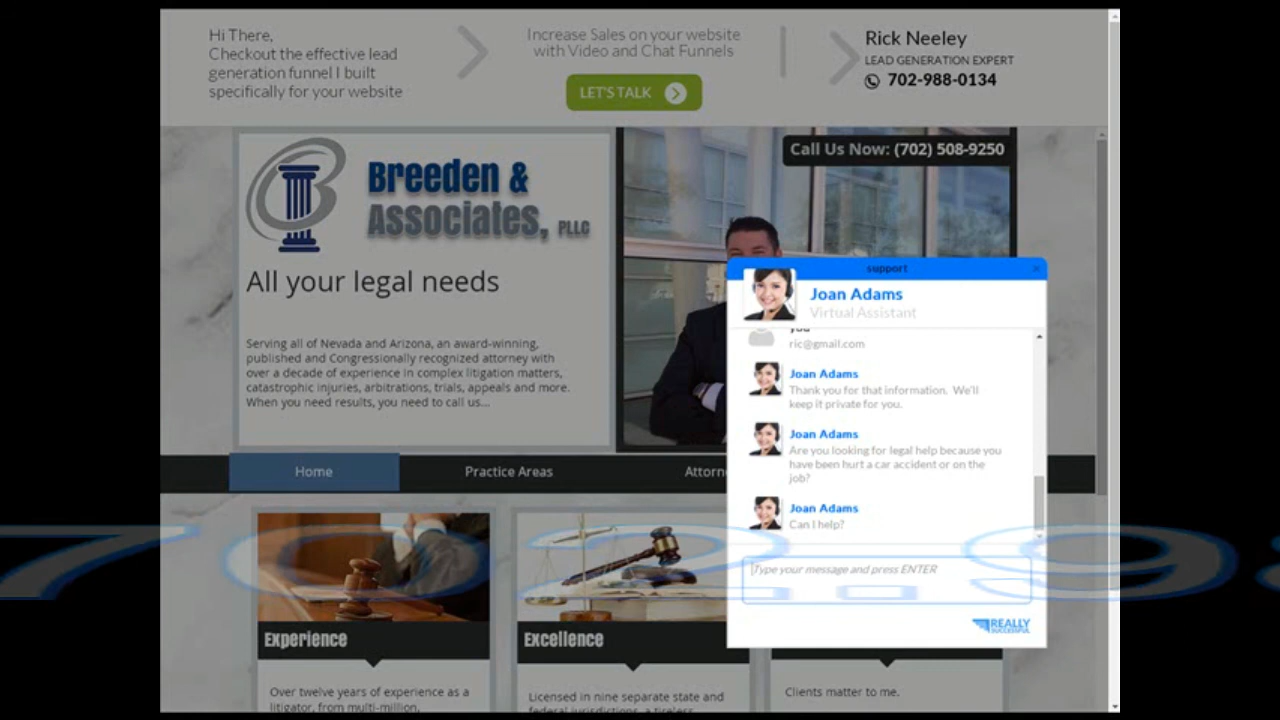 Hi There,
Checkout the effective lead
generation funnel I built
specifically for your website
Increase Sales on your website
with Video and Chat Funnels
LET'S TALK
Rick Neeley
LEAD GENERATION EXPERT
702-988-0134
Breeden &
Associates, PLLC
All your legal needs
Serving all of Nevada and Arizona, an award-winning,
published and Congressionally recognized attorney with
over a decade of experience in complex litigation matters,
catastrophic injuries, arbitrations, trials, appeals and more.
When you need results, you need to call us...
Call Us Now: (702) 508-9250
Home
Practice Areas
Attorn
support
Joan Adams
Virtual Assistant
you
ric@gmail.com
Joan Adams
Thank you for that information. We'll
keep it private for you.
Joan Adams
Are you looking for legal help because you
have been hurt a car accident or on the
job?
Joan Adams
Can I help?
Type your message and press ENTER
REALLY
SUCCESSFUL
702-98
Experience
Over twelve years of experience as a
litigator, from multi-million,
Excellence
Licensed in nine separate state and
federal jurisdictions, a tireless
Clients matter to me.